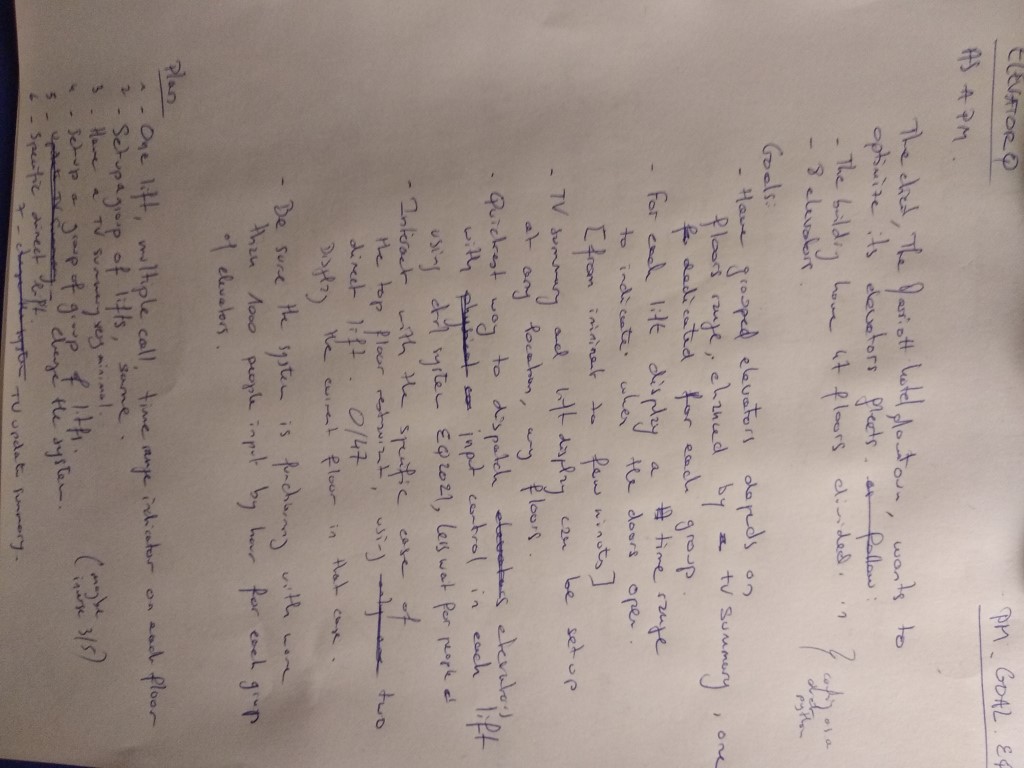 ELEVATOR Q
PM. GOAL. EQ
AS A PM.
The client, The Marriott hotel downtown, wants to
optimize its elevators fleets. as follow:
- The building have 47 floors divided. in
- 8 elevators.
config as a
python
Goals:
- Have grouped elevators depends on
floors range, by a TV summary, one
dedicated for each group.
- For each lift display a time range
to indicate when the doors open.
[from iminent to few minuts]
- TV summary and lift display can be set up
at any location, any floors.
- Quickest way to dispatch elevators elevators
with physical input control in each lift
using ctrl system EQ2021, less wait for people
- Interact with the specific case of
the top floor restaurant, using only two
direct lift. 0/47
Display the current floor in that case.
- Be sure the system is functioning with more
than 1000 people input by hour for each group
of elevators.
Plan
1 - One lift, multiple call, time range indicator on each floor
2 - Setup a group of lifts, same.
3 - Have a TV summary very minimal.
4 - Setup a group of group of lifts.
(maybe
inverse 3/5)
5 - Update TV Summary - change the system.
6 - Specific direct lift.
7 - change the system TV update summary.